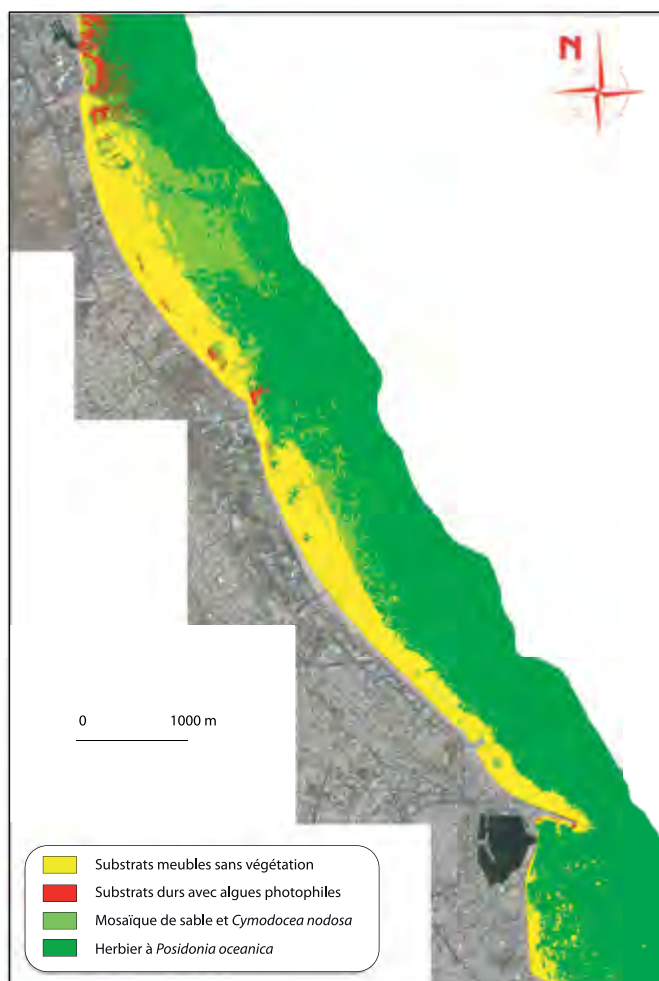 N
0 1000 m
Substrats meubles sans végétation
Substrats durs avec algues photophiles
Mosaïque de sable et Cymodocea nodosa
Herbier à Posidonia oceanica